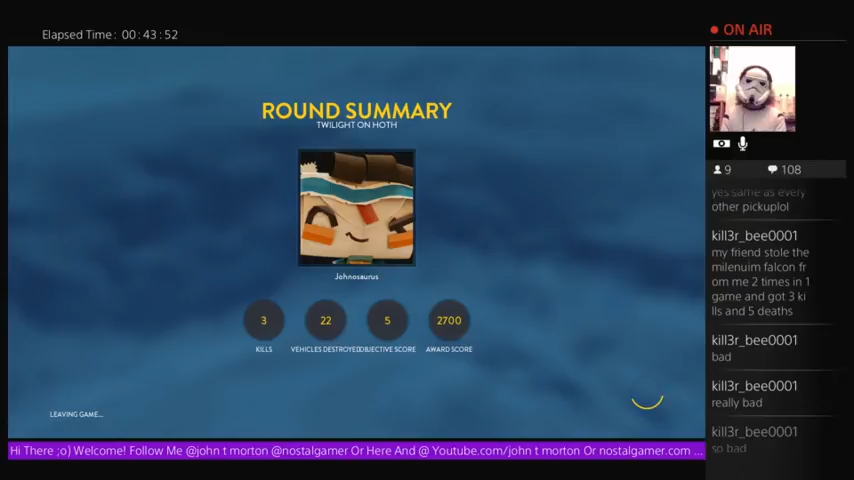 Elapsed Time: 00:43:52
ON AIR
ROUND SUMMARY
TWILIGHT ON HOTH
Johnosaurus
3
22
5
2700
KILLS
VEHICLES DESTROYED
OBJECTIVE SCORE
AWARD SCORE
LEAVING GAME...
Hi There ;o) Welcome! Follow Me @john t morton @nostalgamer Or Here And @ Youtube.com/john t morton Or nostalgamer.com ...
9
108
yes same as every
other pickuplol
kill3r_bee0001
my friend stole the
milenuim falcon fr
om me 2 times in 1
game and got 3 ki
lls and 5 deaths
kill3r_bee0001
bad
kill3r_bee0001
really bad
kill3r_bee0001
so bad